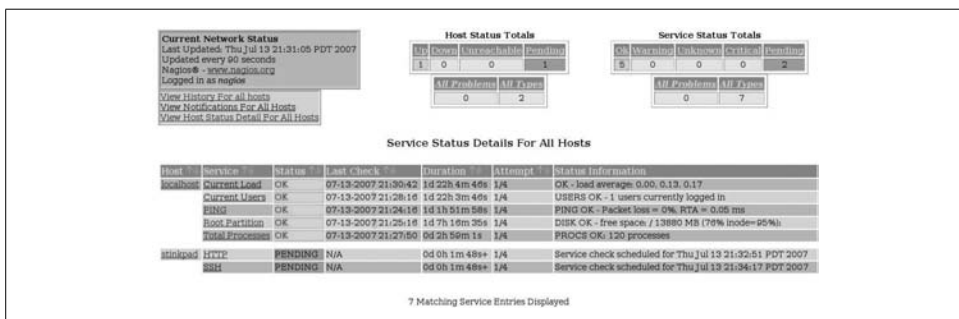 Current Network Status
Last Updated: Thu Jul 13 21:31:05 PDT 2007
Updated every 90 seconds
Nagios® - www.nagios.org
Logged in as nagios
View History For all hosts
View Notifications For All Hosts
View Host Status Detail For All Hosts
Host Status Totals
Up Down Unreachable Pending
1 0 0 1
All Problems All Types
0 2
Service Status Totals
Ok Warning Unknown Critical Pending
5 0 0 0 2
All Problems All Types
0 7
Service Status Details For All Hosts
Host Service Status Last Check Duration Attempt Status Information
localhost Current Load OK 07-13-2007 21:30:42 1d 22h 4m 46s 1/4 OK - load average: 0.00, 0.13, 0.17
Current Users OK 07-13-2007 21:28:16 1d 22h 3m 46s 1/4 USERS OK - 1 users currently logged in
PING OK 07-13-2007 21:24:16 1d 1h 51m 58s 1/4 PING OK - Packet loss = 0%, RTA = 0.05 ms
Root Partition OK 07-13-2007 21:25:16 1d 7h 16m 35s 1/4 DISK OK - free space: / 13880 MB (76% inode=95%):
Total Processes OK 07-13-2007 21:27:50 0d 2h 59m 1s 1/4 PROCS OK: 120 processes
stinkpad HTTP PENDING N/A 0d 0h 1m 48s+ 1/4 Service check scheduled for Thu Jul 13 21:32:51 PDT 2007
SSH PENDING N/A 0d 0h 1m 48s+ 1/4 Service check scheduled for Thu Jul 13 21:34:17 PDT 2007
7 Matching Service Entries Displayed